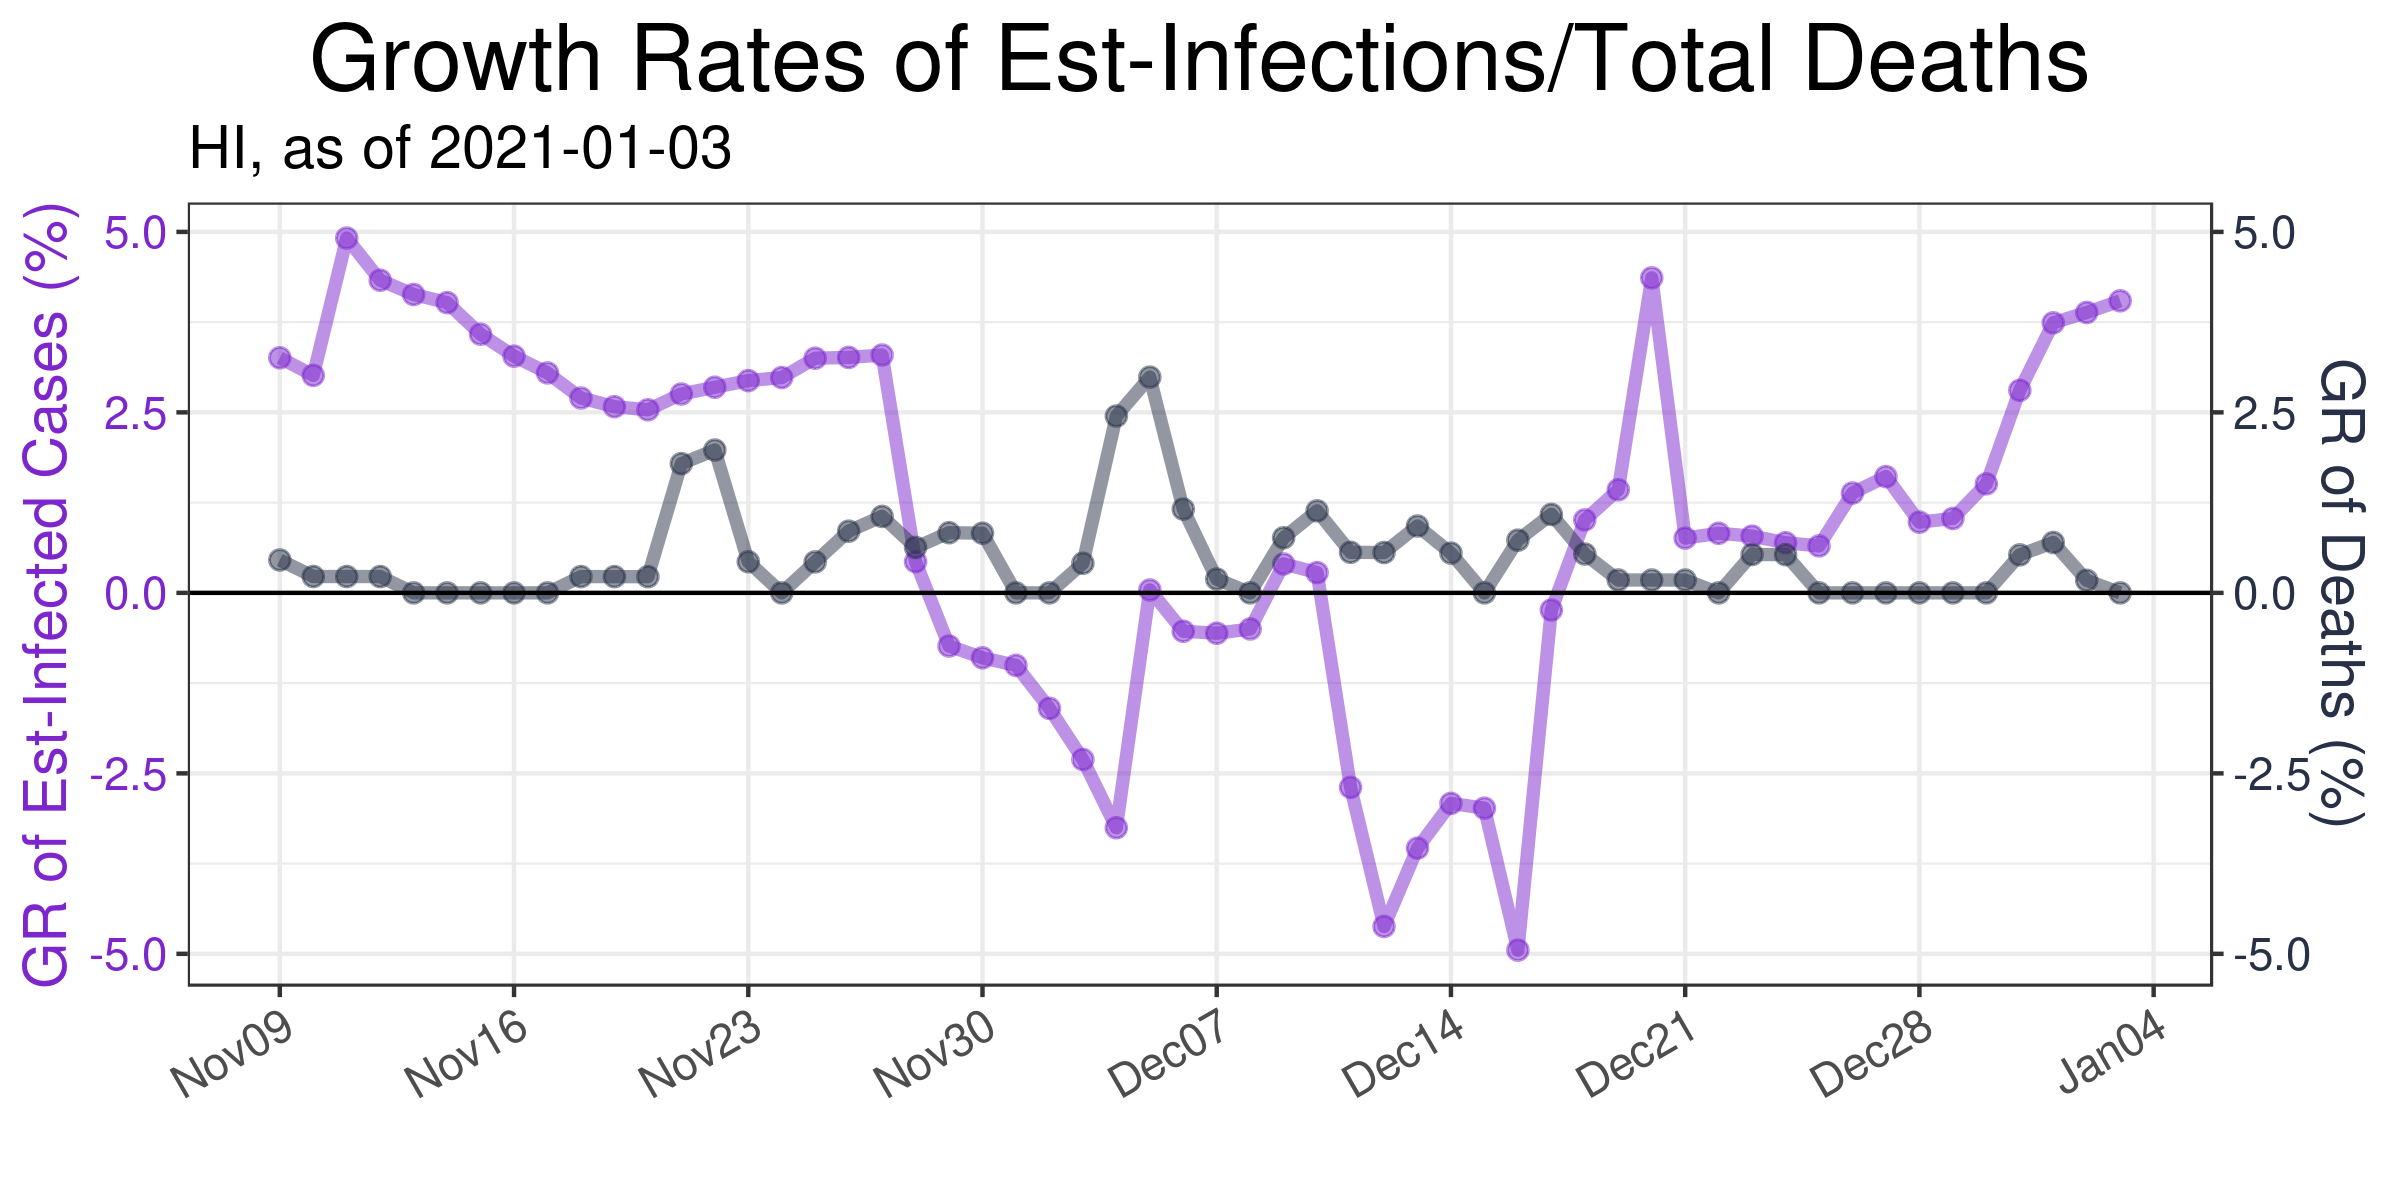 Growth Rates of Est-Infections/Total Deaths
HI, as of 2021-01-03
GR of Est-Infected Cases (%)
5.0
2.5
0.0
-2.5
-5.0
5.0
2.5
0.0
-2.5
-5.0
GR of Deaths (%)
Nov09
Nov16
Nov23
Nov30
Dec07
Dec14
Dec21
Dec28
Jan04